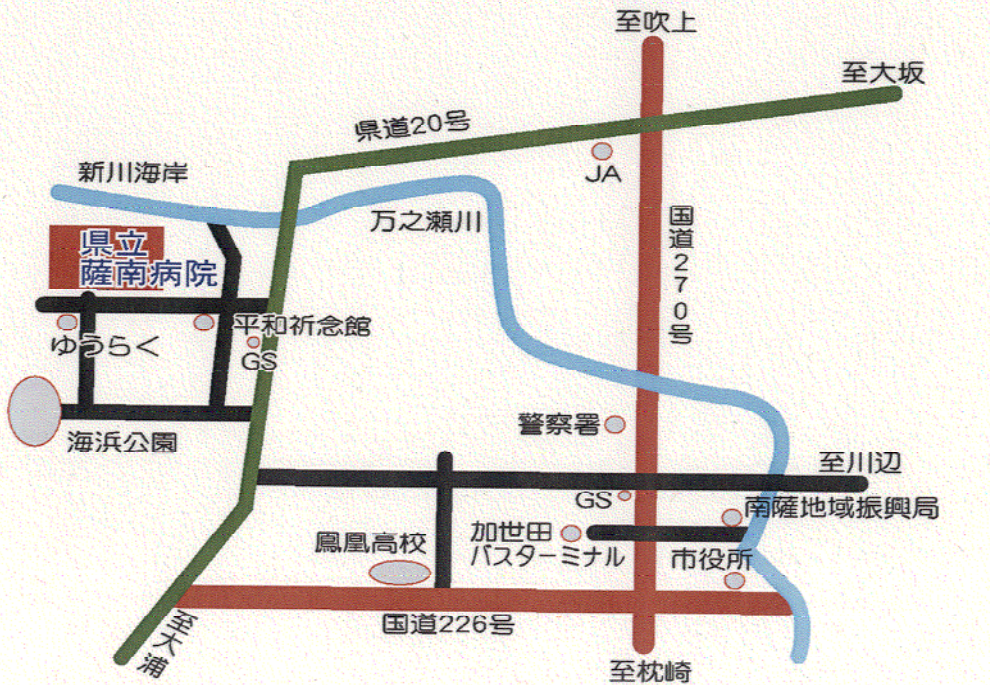 至吹上
至大坂
県道20号
JA
新川海岸
万之瀬川
国道270号
県立
薩南病院
平和祈念館
ゆうらく
GS
海浜公園
警察署
至川辺
GS
南薩地域振興局
加世田
バスターミナル
鳳凰高校
市役所
国道226号
至大浦
至枕崎